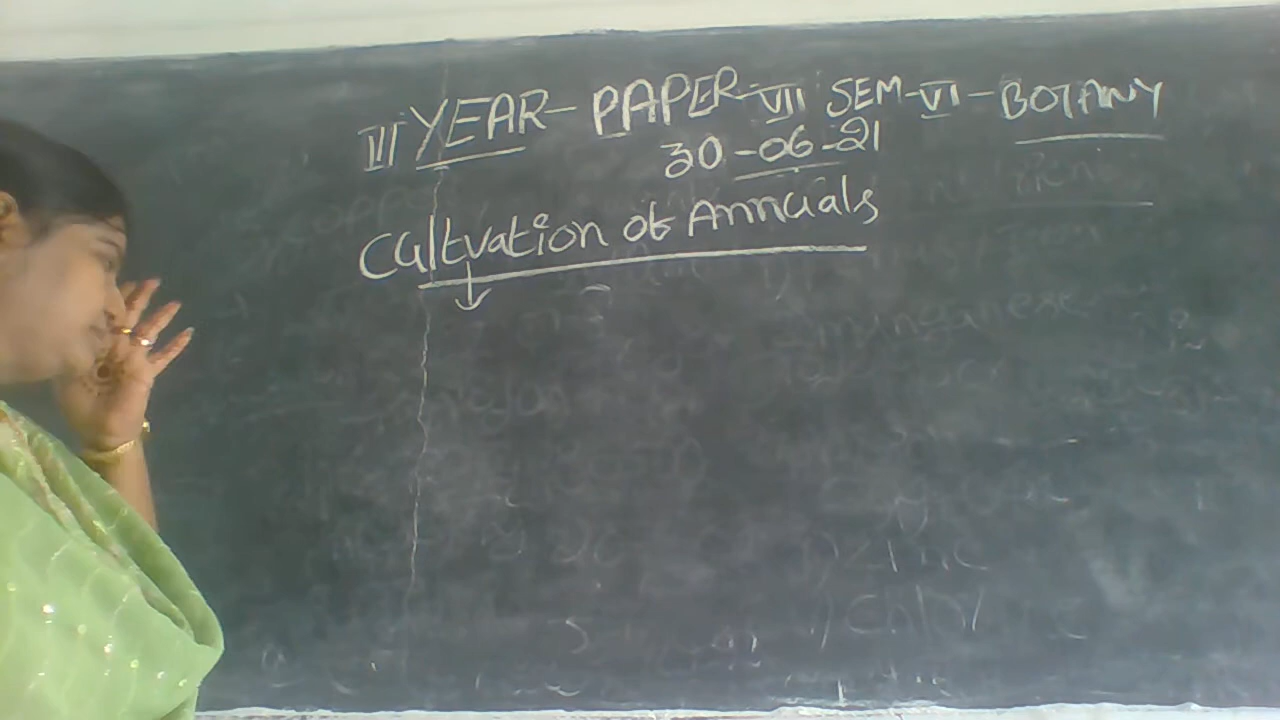 III YEAR- PAPER-VII SEM-VI-BOTANY
30-06-21
Cultvation of Annuals